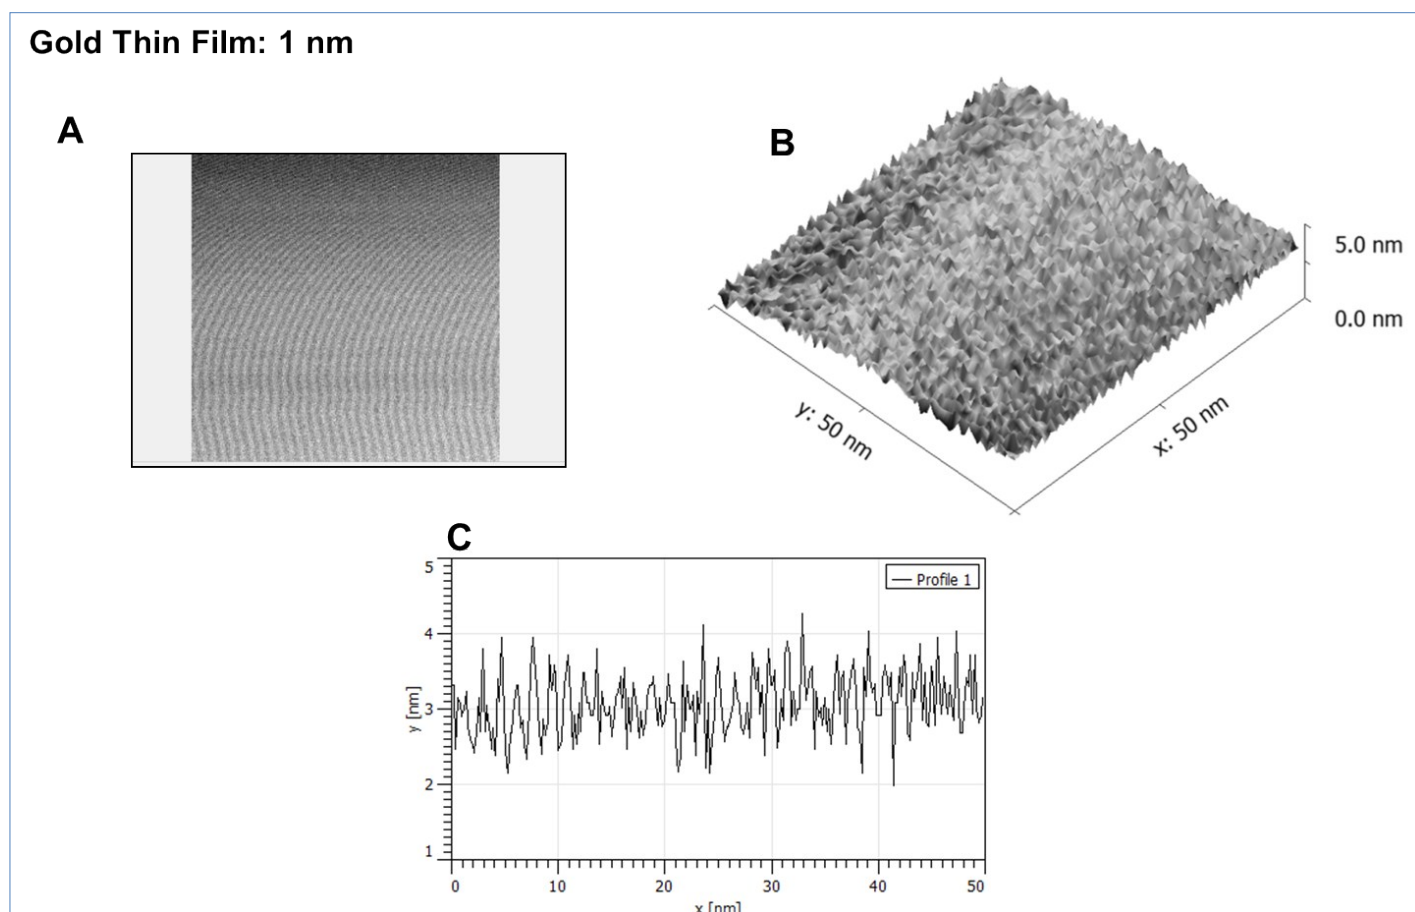 Gold Thin Film: 1 nm
A
B
5.0 nm
0.0 nm
y: 50 nm
x: 50 nm
C
Profile 1
5
4
3
2
1
y [nm]
0 10 20 30 40 50
x [nm]